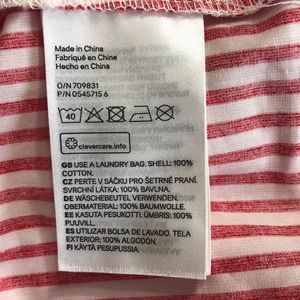 Made in China
Fabriqué en Chine
Hecho en China
O/N 709831
P/N 0545715 6
40
clevercare.info
GB USE A LAUNDRY BAG. SHELL: 100%
COTTON.
CZ PERTE V SÁČKU PRO ŠETRNÉ PRANÍ.
SVRCHNÍ LÁTKA: 100% BAVLNA.
DE WÄSCHEBEUTEL VERWENDEN.
OBERMATERIAL: 100% BAUMWOLLE
EE KASUTA PESUKOTTI. ÜMBRIS: 100%
PUUVILL.
ES UTILIZAR BOLSA DE LAVADO. TELA
EXTERIOR: 100% ALGODÓN.
FI KÄYTÄ PESUPUSSIA.